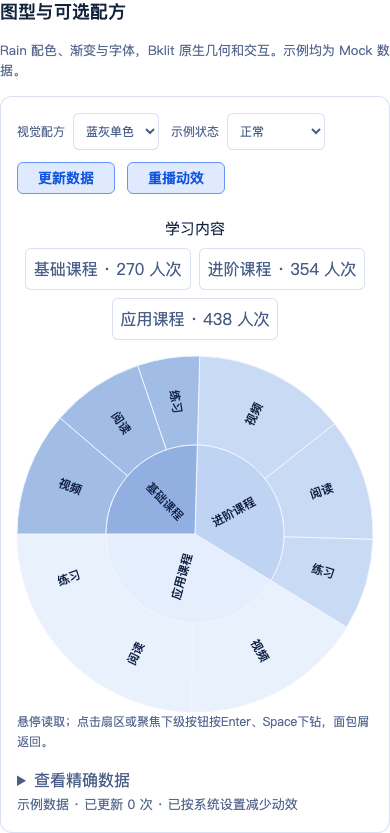 图型与可选配方
Rain 配色、渐变与字体，Bklit 原生几何和交互。示例均为 Mock 数
据。
视觉配方 蓝灰单色 示例状态 正常
更新数据 重播动效
学习内容
基础课程 · 270 人次 进阶课程 · 354 人次
应用课程 · 438 人次
练习 视频
阅读
视频 阅读
基础课程 进阶课程
练习 应用课程 练习
阅读 视频
悬停读取；点击扇区或聚焦下级按钮按Enter、Space下钻，面包屑
返回。
▶ 查看精确数据
示例数据 · 已更新 0 次 · 已按系统设置减少动效